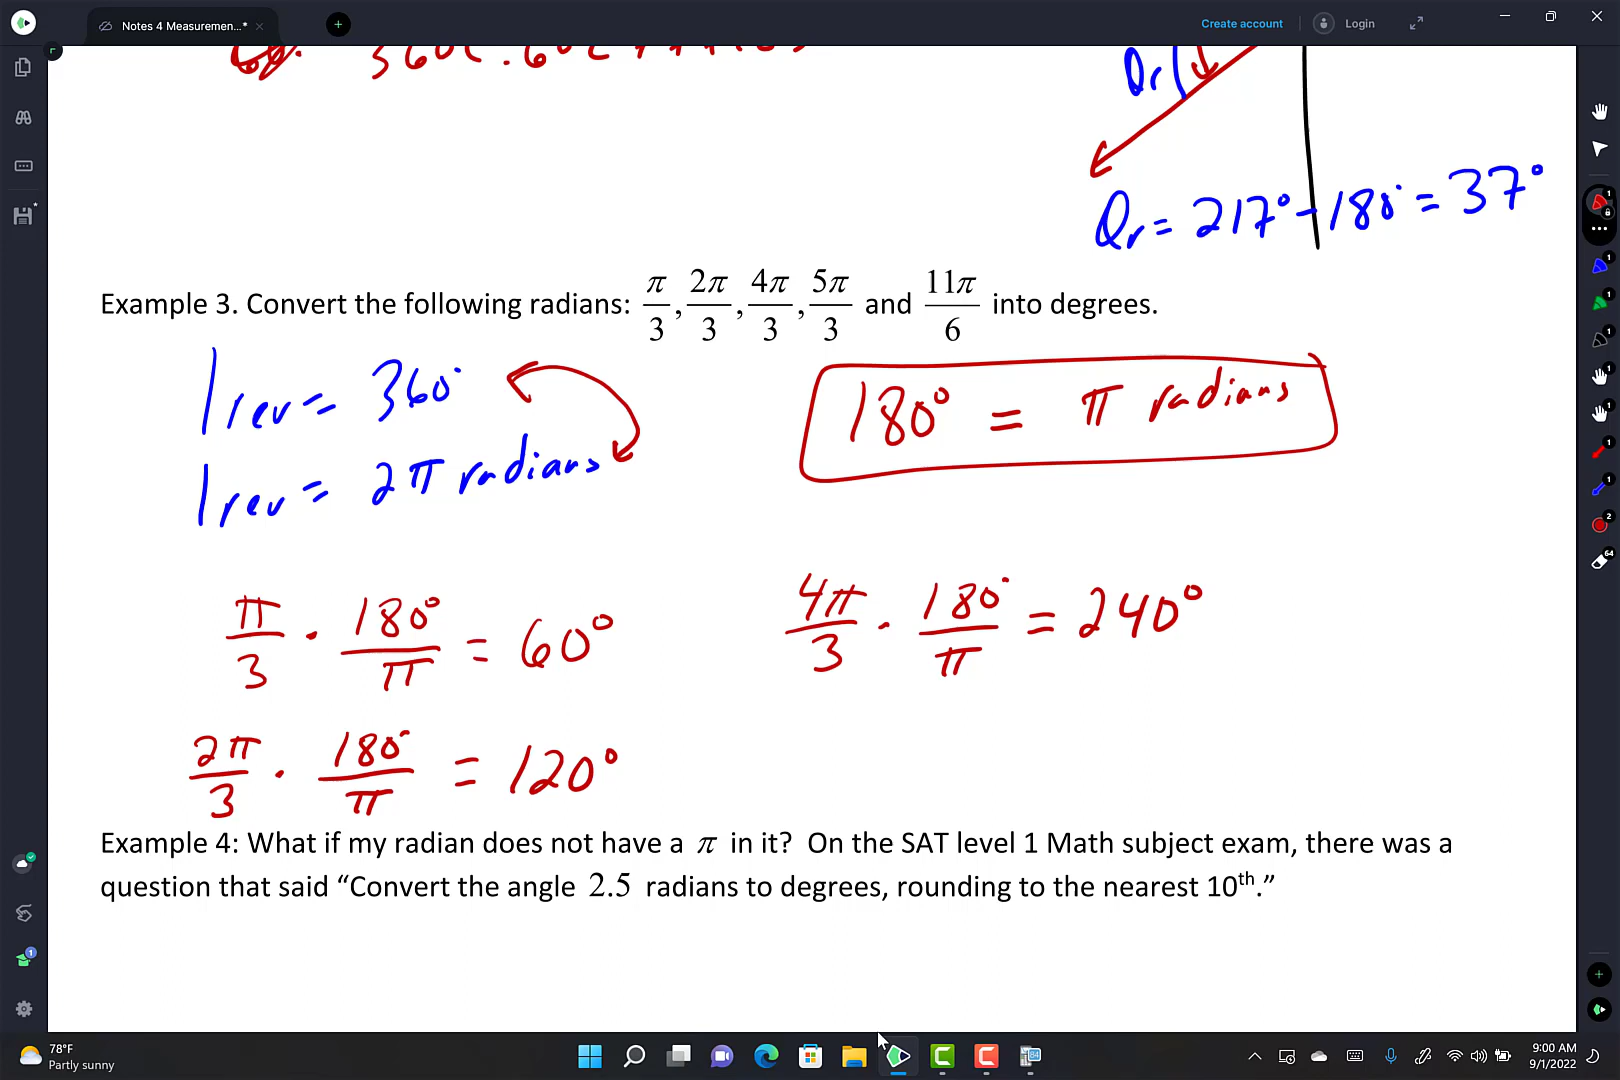 Notes 4 Measuremen...*
Create account
Login
θr
θr = 217° - 180° = 37°
Example 3. Convert the following radians: π/3, 2π/3, 4π/3, 5π/3 and 11π/6 into degrees.
1 rev = 360°
180° = π radians
1 rev = 2π radians
π/3 · 180°/π = 60°
4π/3 · 180°/π = 240°
2π/3 · 180°/π = 120°
Example 4: What if my radian does not have a π in it? On the SAT level 1 Math subject exam, there was a
question that said “Convert the angle 2.5 radians to degrees, rounding to the nearest 10th.”
78°F
Partly sunny
9:00 AM
9/1/2022